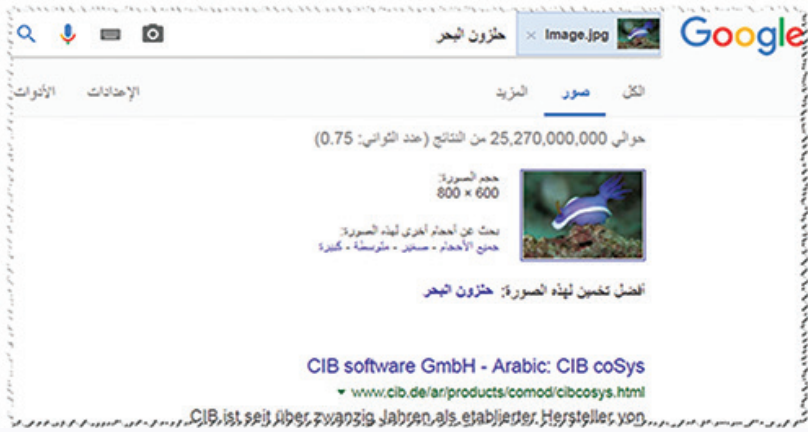 Google Image.jpg × حلزون البحر
الكل صور المزيد الإعدادات الأدوات
حوالي 25,270,000,000 من النتائج (عدد الثواني: 0.75)
حجم الصورة:
800 × 600
بحث عن أحجام أخرى لهذه الصورة:
جميع الأحجام - صغير - متوسطة - كبيرة
أفضل تخمين لهذه الصورة: حلزون البحر
CIB software GmbH - Arabic: CIB coSys
www.cib.de/ar/products/comod/cibcosys.html
CIB ist seit über zwanzig Jahren als etablierter Hersteller von